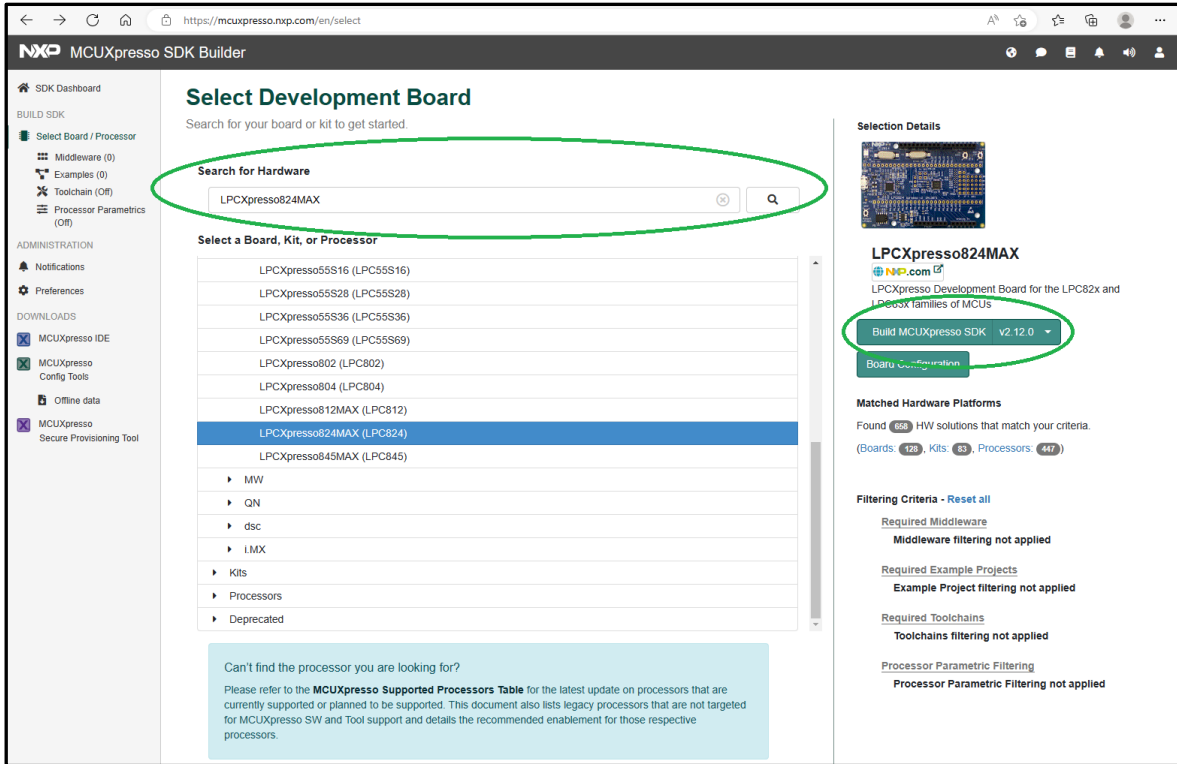 https://mcuxpresso.nxp.com/en/select
NXP MCUXpresso SDK Builder
SDK Dashboard
BUILD SDK
Select Board / Processor
Middleware (0)
Examples (0)
Toolchain (Off)
Processor Parametrics
(Off)
ADMINISTRATION
Notifications
Preferences
DOWNLOADS
MCUXpresso IDE
MCUXpresso
Config Tools
Offline data
MCUXpresso
Secure Provisioning Tool
Select Development Board
Search for your board or kit to get started.
Search for Hardware
LPCXpresso824MAX
Select a Board, Kit, or Processor
LPCXpresso55S16 (LPC55S16)
LPCXpresso55S28 (LPC55S28)
LPCXpresso55S36 (LPC55S36)
LPCXpresso55S69 (LPC55S69)
LPCXpresso802 (LPC802)
LPCXpresso804 (LPC804)
LPCXpresso812MAX (LPC812)
LPCXpresso824MAX (LPC824)
LPCXpresso845MAX (LPC845)
MW
QN
dsc
i.MX
Kits
Processors
Deprecated
Can't find the processor you are looking for?
Please refer to the MCUXpresso Supported Processors Table for the latest update on processors that are
currently supported or planned to be supported. This document also lists legacy processors that are not targeted
for MCUXpresso SW and Tool support and details the recommended enablement for those respective
processors.
Selection Details
LPCXpresso824MAX
NXP.com
LPCXpresso Development Board for the LPC82x and
LPC83x families of MCUs
Build MCUXpresso SDK v2.12.0
Board Configuration
Matched Hardware Platforms
Found 658 HW solutions that match your criteria.
(Boards: 128, Kits: 83, Processors: 447)
Filtering Criteria - Reset all
Required Middleware
Middleware filtering not applied
Required Example Projects
Example Project filtering not applied
Required Toolchains
Toolchains filtering not applied
Processor Parametric Filtering
Processor Parametric Filtering not applied